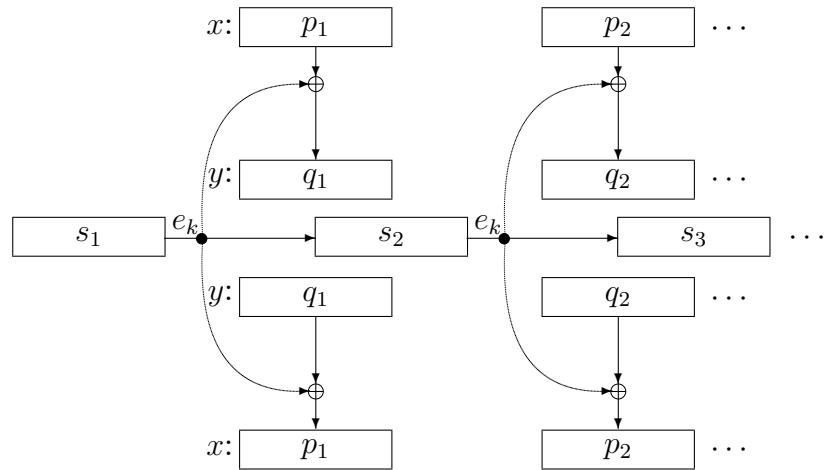 x: p₁ p₂ ···
y: q₁ q₂ ···
s₁ eₖ s₂ eₖ s₃ ···
y: q₁ q₂ ···
x: p₁ p₂ ···